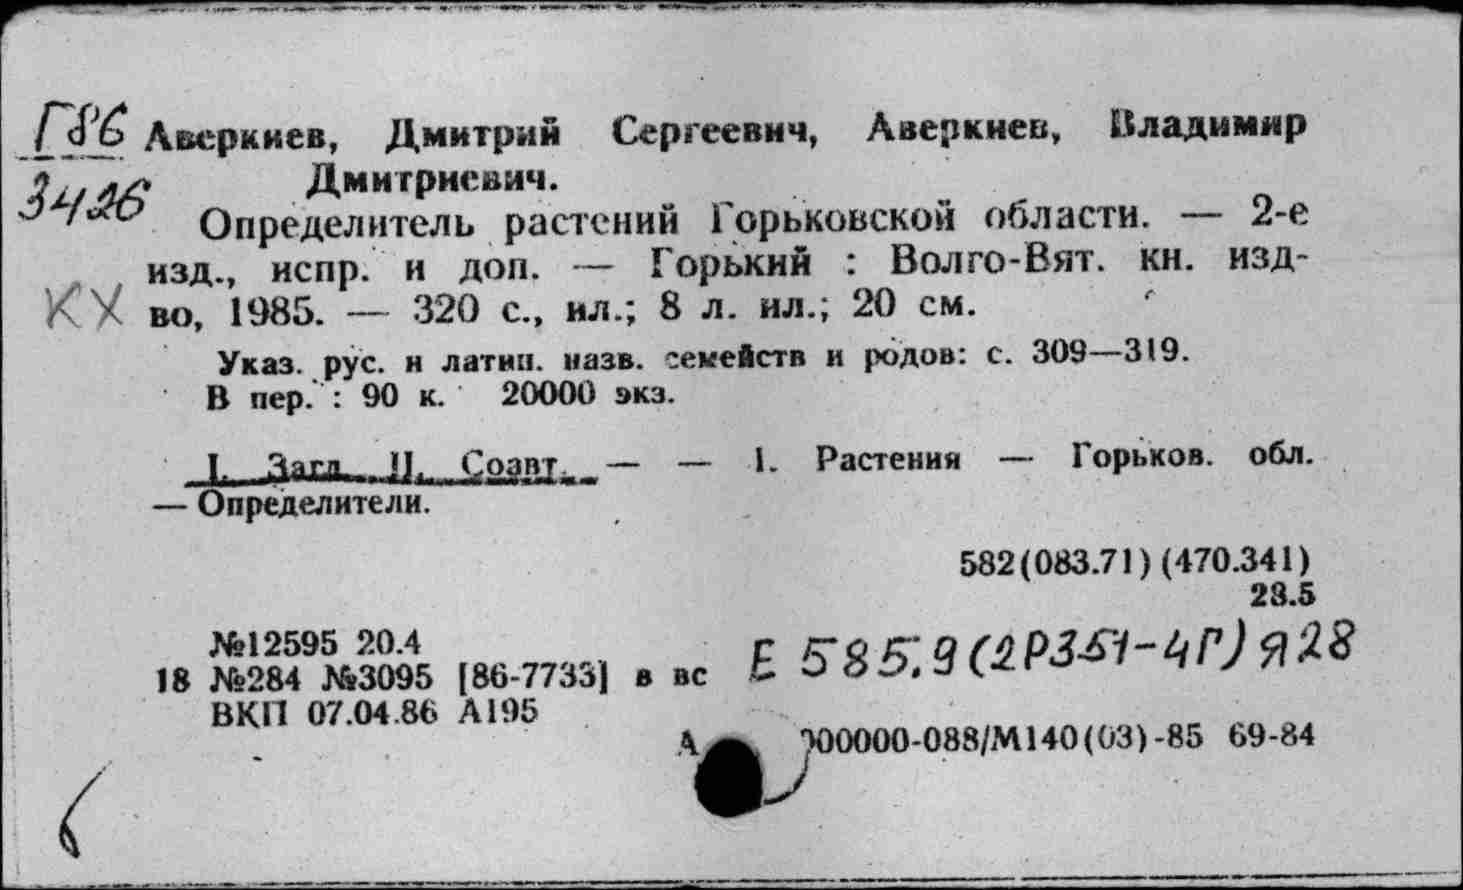 Г86 Аверкиев, Дмитрий Сергеевич, Аверкиев, Владимир
Дмитриевич.
3426
Определитель растений Горьковской области. — 2-е
изд., испр. и доп. — Горький : Волго-Вят. кн. изд-
КХ во, 1985. — 320 с., ил.; 8 л. ил.; 20 см.
Указ. рус. и латин. назв. семейств и родов: с. 309—319.
В пер. : 90 к. 20000 экз.
I. Загл. II. Соавт. — — 1. Растения — Горьков. обл.
— Определители.
582(083.71)(470.341)
28.5
№12595 20.4
18 №284 №3095 [86-7733] в вс Е 585.9(2Р351-4Г)Я28
ВКП 07.04.86 А195
А 000000-088/М140(03)-85 69-84